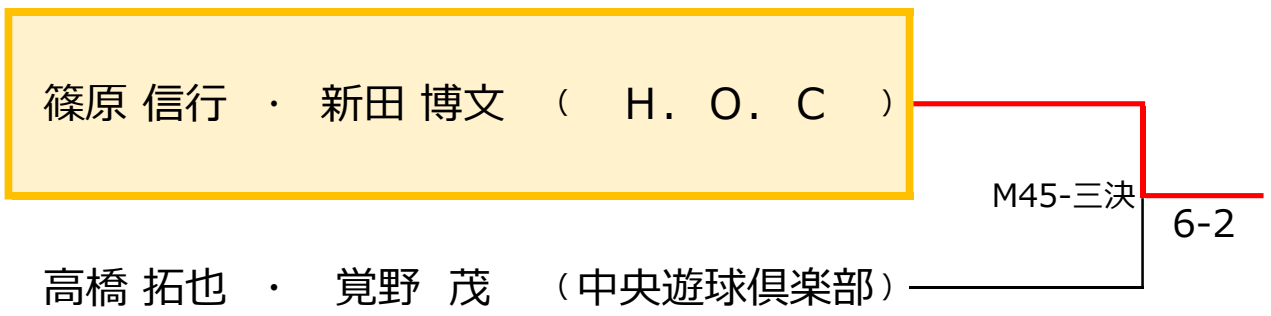 篠原 信行 ・ 新田 博文 （ H．O．C ）
M45-三決
6-2
高橋 拓也 ・ 覚野 茂 （中央遊球倶楽部）